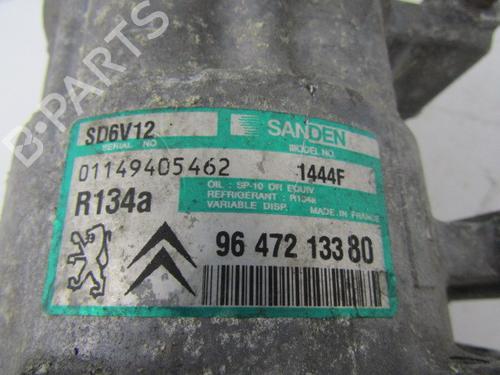 B-PARTS
SD6V12
SANDEN
SERIAL NO
MODEL NO.
01149405462
1444F
R134a
OIL : SP-10 OR EQUIV
REFRIGERANT : R134a
VARIABLE DISP. MADE IN FRANCE
96 472 133 80